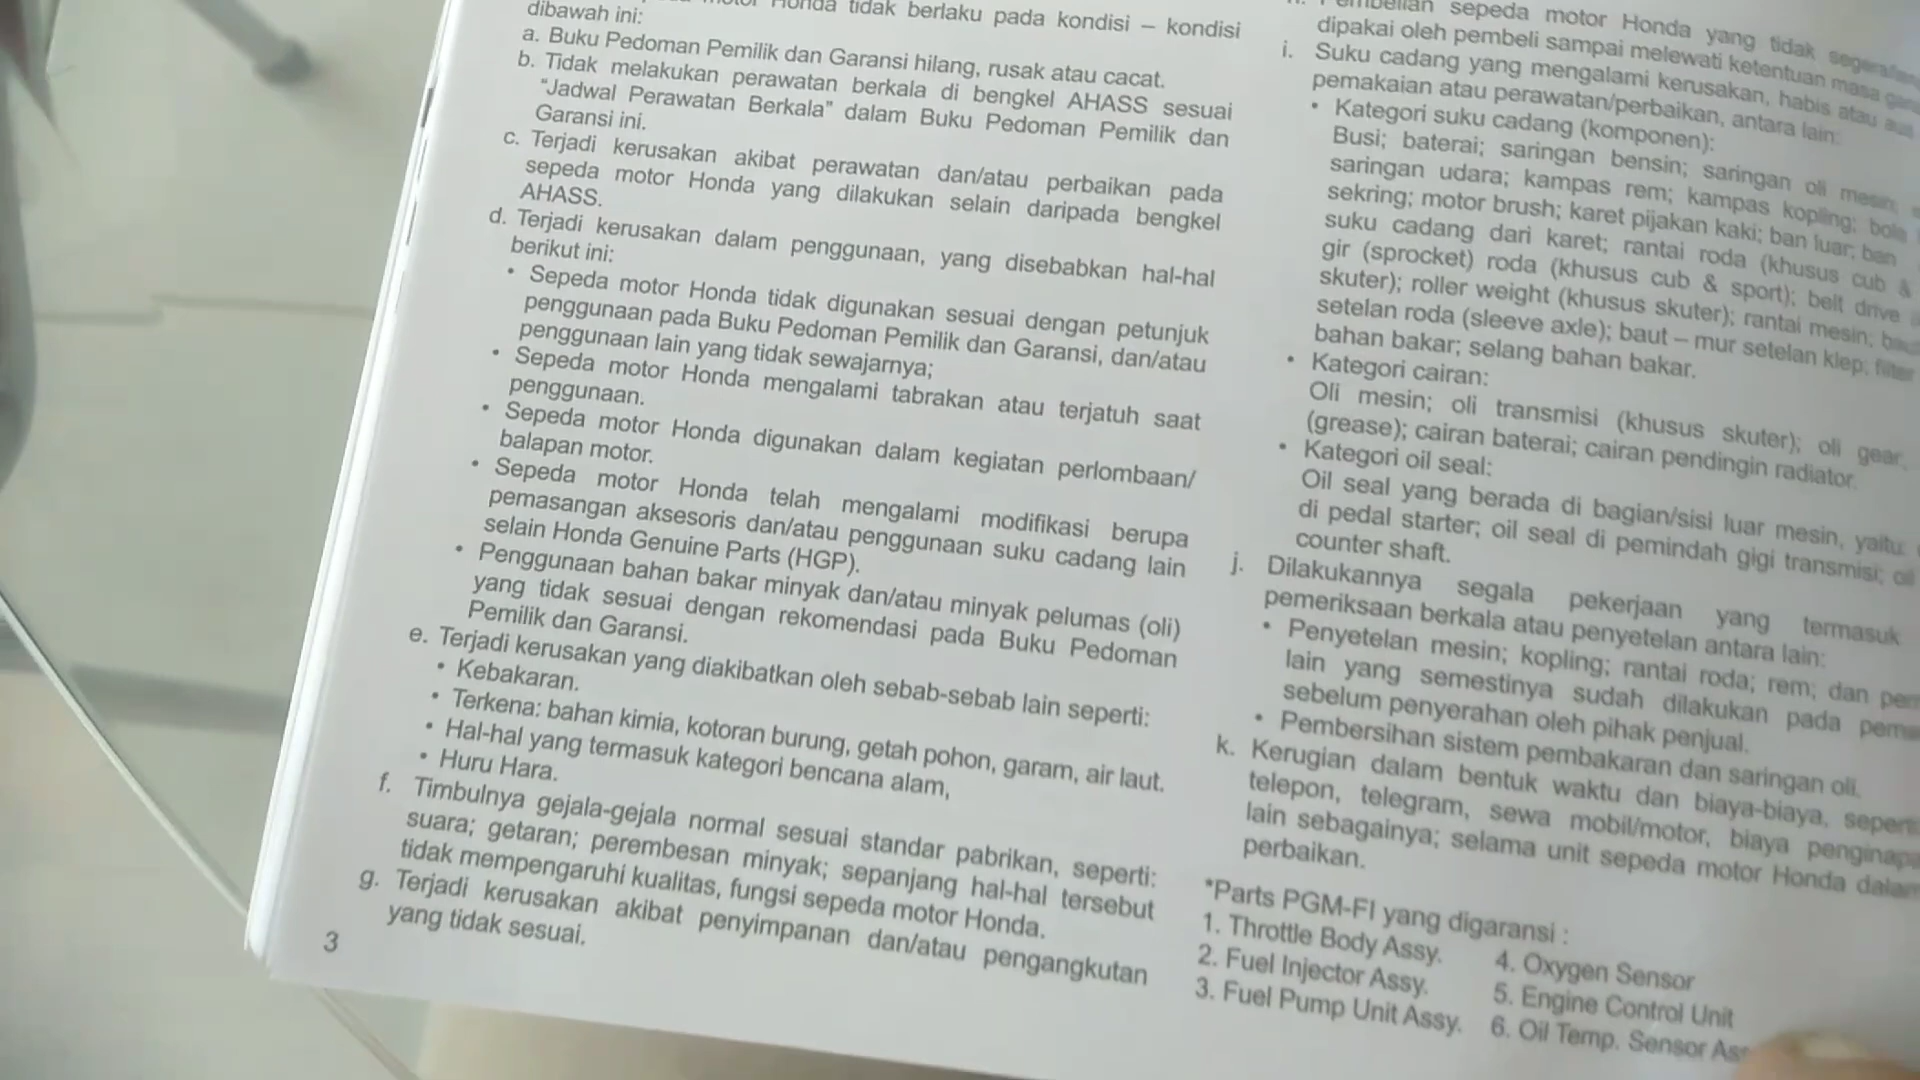 Honda tidak berlaku pada kondisi – kondisi
dibawah ini:
a. Buku Pedoman Pemilik dan Garansi hilang, rusak atau cacat.
b. Tidak melakukan perawatan berkala di bengkel AHASS sesuai
“Jadwal Perawatan Berkala” dalam Buku Pedoman Pemilik dan
Garansi ini.
c. Terjadi kerusakan akibat perawatan dan/atau perbaikan pada
sepeda motor Honda yang dilakukan selain daripada bengkel
AHASS.
d. Terjadi kerusakan dalam penggunaan, yang disebabkan hal-hal
berikut ini:
• Sepeda motor Honda tidak digunakan sesuai dengan petunjuk
penggunaan pada Buku Pedoman Pemilik dan Garansi, dan/atau
penggunaan lain yang tidak sewajarnya;
• Sepeda motor Honda mengalami tabrakan atau terjatuh saat
penggunaan.
• Sepeda motor Honda digunakan dalam kegiatan perlombaan/
balapan motor.
• Sepeda motor Honda telah mengalami modifikasi berupa
pemasangan aksesoris dan/atau penggunaan suku cadang lain
selain Honda Genuine Parts (HGP).
• Penggunaan bahan bakar minyak dan/atau minyak pelumas (oli)
yang tidak sesuai dengan rekomendasi pada Buku Pedoman
Pemilik dan Garansi.
e. Terjadi kerusakan yang diakibatkan oleh sebab-sebab lain seperti:
• Kebakaran.
• Terkena: bahan kimia, kotoran burung, getah pohon, garam, air laut.
• Hal-hal yang termasuk kategori bencana alam,
• Huru Hara.
f. Timbulnya gejala-gejala normal sesuai standar pabrikan, seperti:
suara; getaran; perembesan minyak; sepanjang hal-hal tersebut
tidak mempengaruhi kualitas, fungsi sepeda motor Honda.
g. Terjadi kerusakan akibat penyimpanan dan/atau pengangkutan
yang tidak sesuai.
3
sepeda motor Honda yang tidak
dipakai oleh pembeli sampai melewati ketentuan masa
i. Suku cadang yang mengalami kerusakan, habis atau aus
pemakaian atau perawatan/perbaikan, antara lain:
• Kategori suku cadang (komponen):
Busi; baterai; saringan bensin; saringan oli mesin;
saringan udara; kampas rem; kampas kopling; bola
sekring; motor brush; karet pijakan kaki; ban luar; ban
suku cadang dari karet; rantai roda (khusus cub &
gir (sprocket) roda (khusus cub & sport); belt drive
skuter); roller weight (khusus skuter); rantai mesin;
setelan roda (sleeve axle); baut – mur setelan klep; filter
bahan bakar; selang bahan bakar.
• Kategori cairan:
Oli mesin; oli transmisi (khusus skuter); oli gear,
(grease); cairan baterai; cairan pendingin radiator.
• Kategori oil seal:
Oil seal yang berada di bagian/sisi luar mesin, yaitu:
di pedal starter; oil seal di pemindah gigi transmisi; oil
counter shaft.
j. Dilakukannya segala pekerjaan yang termasuk
pemeriksaan berkala atau penyetelan antara lain:
• Penyetelan mesin; kopling; rantai roda; rem; dan
lain yang semestinya sudah dilakukan pada
sebelum penyerahan oleh pihak penjual.
• Pembersihan sistem pembakaran dan saringan oli.
k. Kerugian dalam bentuk waktu dan biaya-biaya, seperti
telepon, telegram, sewa mobil/motor, biaya
lain sebagainya; selama unit sepeda motor Honda dalam
perbaikan.
*Parts PGM-FI yang digaransi :
1. Throttle Body Assy.
2. Fuel Injector Assy.
3. Fuel Pump Unit Assy.
4. Oxygen Sensor
5. Engine Control Unit
6. Oil Temp. Sensor